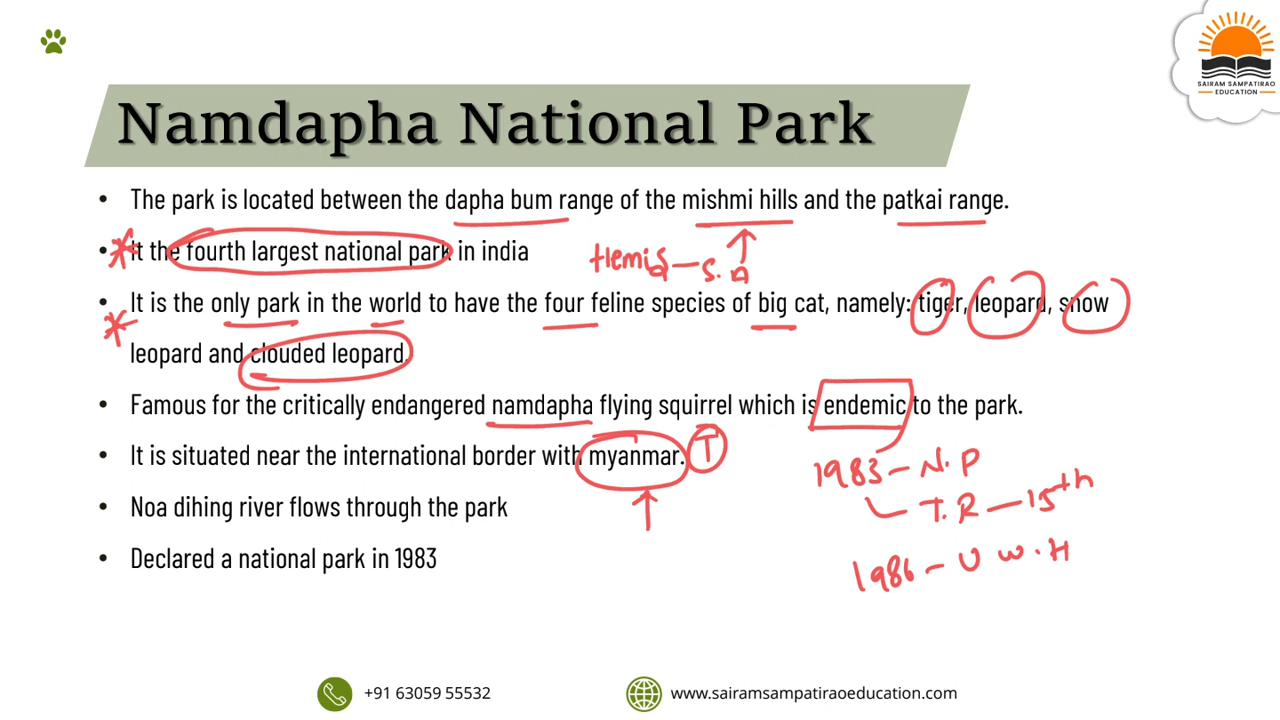 SAIRAM SAMPATIRAO
EDUCATION
Namdapha National Park
• The park is located between the dapha bum range of the mishmi hills and the patkai range.
• It the fourth largest national park in india
Hemis — S.A
• It is the only park in the world to have the four feline species of big cat, namely: tiger, leopard, snow
leopard and clouded leopard.
• Famous for the critically endangered namdapha flying squirrel which is endemic to the park.
• It is situated near the international border with myanmar. T
1983 – N.P
• Noa dihing river flows through the park
T.R – 15th
• Declared a national park in 1983
1986 – U W.H
+91 63059 55532
www.sairamsampatiraoeducation.com